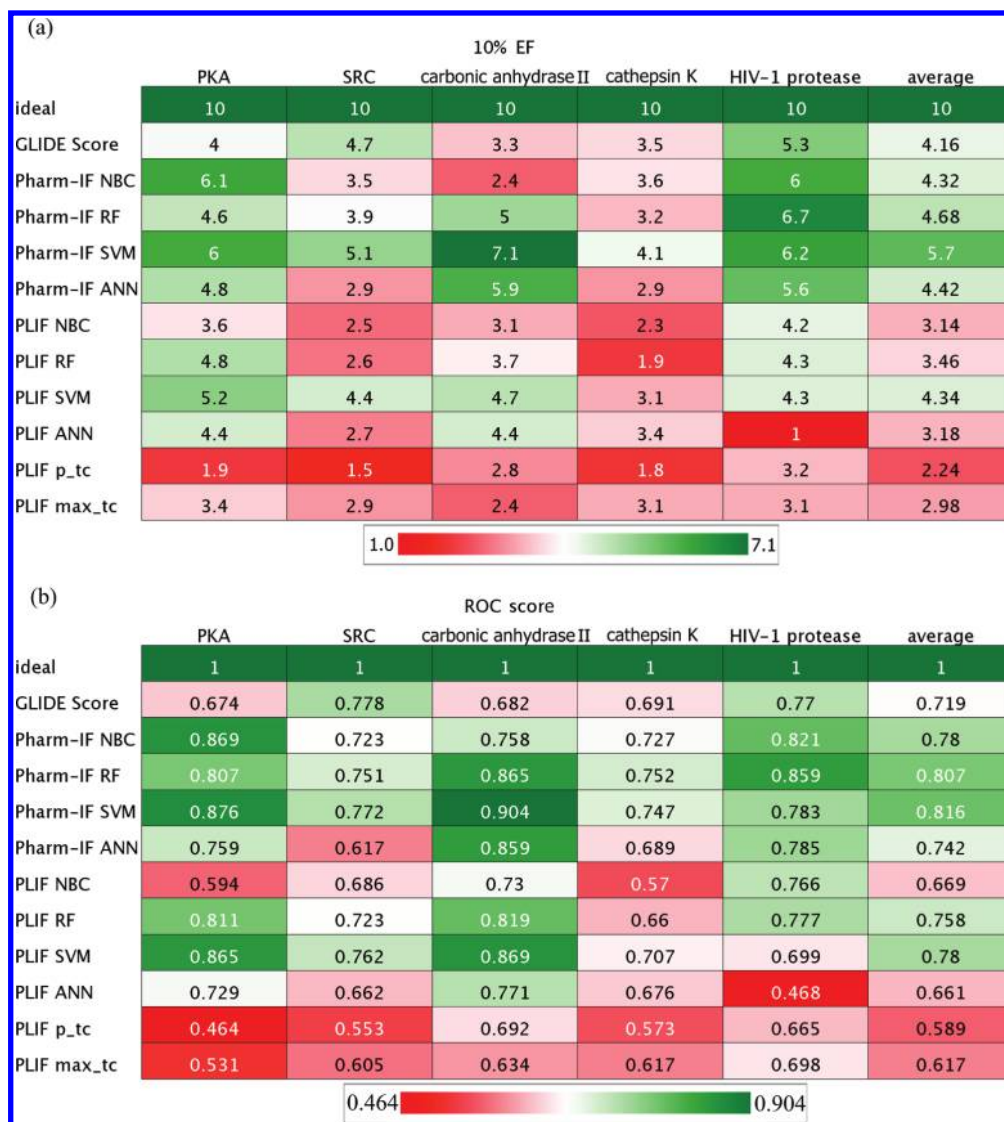 (a)
10% EF
PKA SRC carbonic anhydrase II cathepsin K HIV-1 protease average
ideal 10 10 10 10 10 10
GLIDE Score 4 4.7 3.3 3.5 5.3 4.16
Pharm-IF NBC 6.1 3.5 2.4 3.6 6 4.32
Pharm-IF RF 4.6 3.9 5 3.2 6.7 4.68
Pharm-IF SVM 6 5.1 7.1 4.1 6.2 5.7
Pharm-IF ANN 4.8 2.9 5.9 2.9 5.6 4.42
PLIF NBC 3.6 2.5 3.1 2.3 4.2 3.14
PLIF RF 4.8 2.6 3.7 1.9 4.3 3.46
PLIF SVM 5.2 4.4 4.7 3.1 4.3 4.34
PLIF ANN 4.4 2.7 4.4 3.4 1 3.18
PLIF p_tc 1.9 1.5 2.8 1.8 3.2 2.24
PLIF max_tc 3.4 2.9 2.4 3.1 3.1 2.98
1.0 7.1
(b)
ROC score
PKA SRC carbonic anhydrase II cathepsin K HIV-1 protease average
ideal 1 1 1 1 1 1
GLIDE Score 0.674 0.778 0.682 0.691 0.77 0.719
Pharm-IF NBC 0.869 0.723 0.758 0.727 0.821 0.78
Pharm-IF RF 0.807 0.751 0.865 0.752 0.859 0.807
Pharm-IF SVM 0.876 0.772 0.904 0.747 0.783 0.816
Pharm-IF ANN 0.759 0.617 0.859 0.689 0.785 0.742
PLIF NBC 0.594 0.686 0.73 0.57 0.766 0.669
PLIF RF 0.811 0.723 0.819 0.66 0.777 0.758
PLIF SVM 0.865 0.762 0.869 0.707 0.699 0.78
PLIF ANN 0.729 0.662 0.771 0.676 0.468 0.661
PLIF p_tc 0.464 0.553 0.692 0.573 0.665 0.589
PLIF max_tc 0.531 0.605 0.634 0.617 0.698 0.617
0.464 0.904